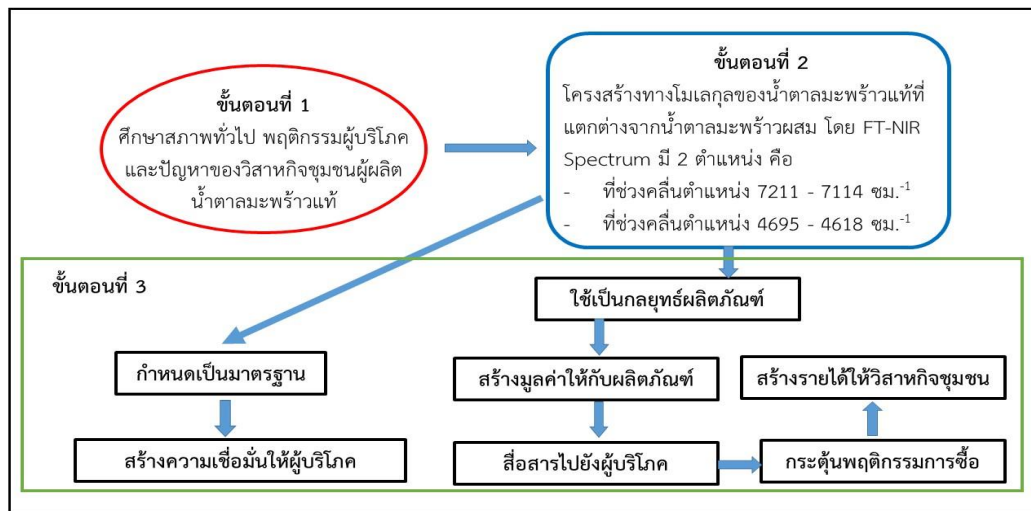 ขั้นตอนที่ 1
ศึกษาสภาพทั่วไป พฤติกรรมผู้บริโภค
และปัญหาของวิสาหกิจชุมชนผู้ผลิต
น้ำตาลมะพร้าวแท้
ขั้นตอนที่ 2
โครงสร้างทางโมเลกุลของน้ำตาลมะพร้าวแท้ที่
แตกต่างจากน้ำตาลมะพร้าวผสม โดย FT-NIR
Spectrum มี 2 ตำแหน่ง คือ
- ที่ช่วงคลื่นตำแหน่ง 7211 - 7114 ซม.⁻¹
- ที่ช่วงคลื่นตำแหน่ง 4695 - 4618 ซม.⁻¹
ขั้นตอนที่ 3
กำหนดเป็นมาตรฐาน
สร้างความเชื่อมั่นให้ผู้บริโภค
ใช้เป็นกลยุทธ์ผลิตภัณฑ์
สร้างมูลค่าให้กับผลิตภัณฑ์
สื่อสารไปยังผู้บริโภค
กระตุ้นพฤติกรรมการซื้อ
สร้างรายได้ให้วิสาหกิจชุมชน